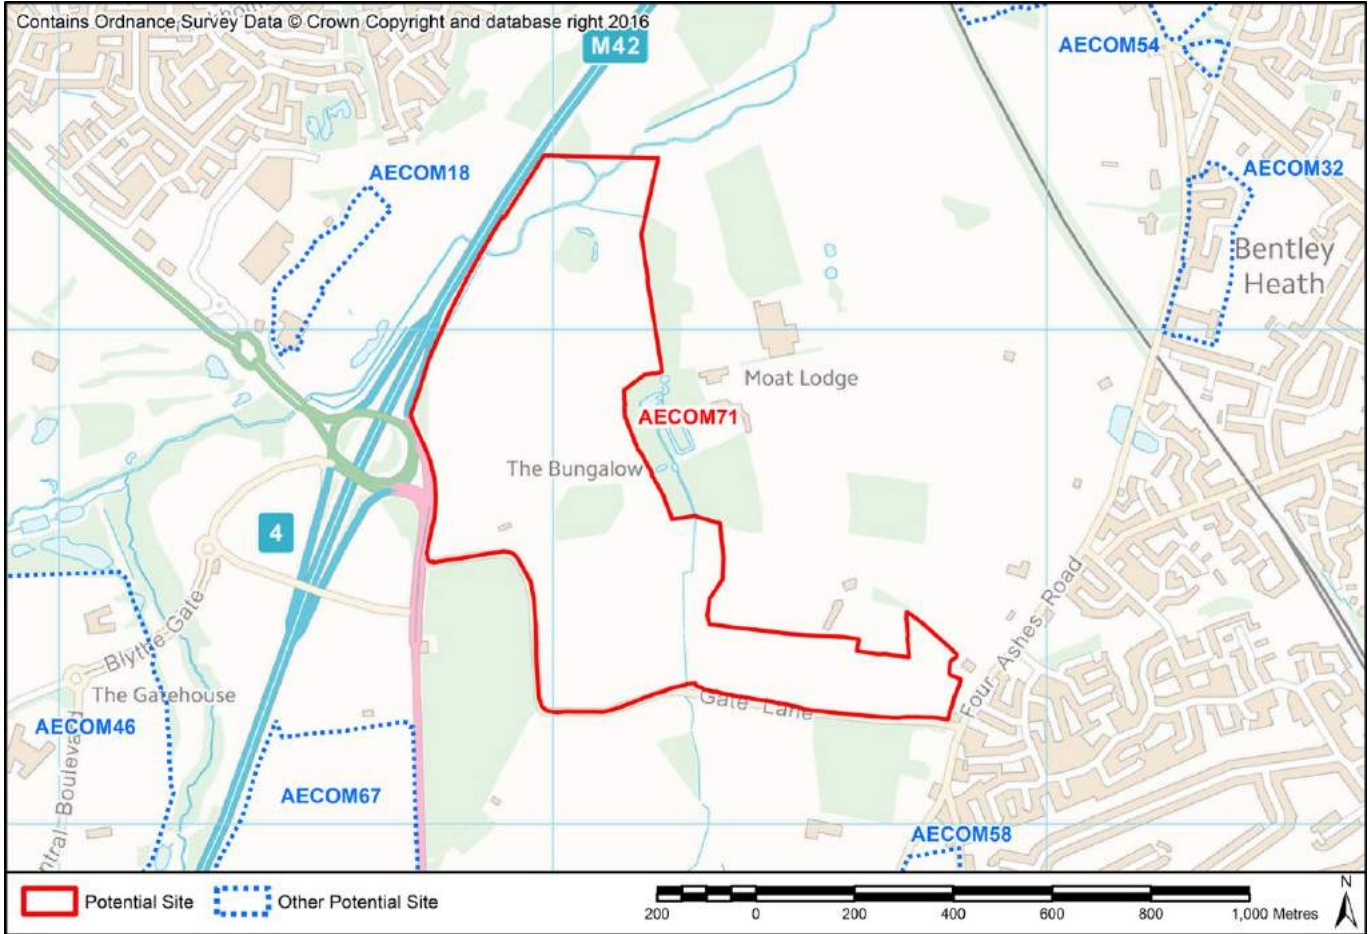 Contains Ordnance Survey Data © Crown Copyright and database right 2016
M42
AECOM54
AECOM18
AECOM32
Bentley
Heath
Moat Lodge
AECOM71
The Bungalow
4
Blythe Gate
Four Ashes Road
The Gatehouse
Gate Lane
AECOM46
Boulevard
AECOM67
AECOM58
Potential Site
Other Potential Site
200 0 200 400 600 800 1,000 Metres
N